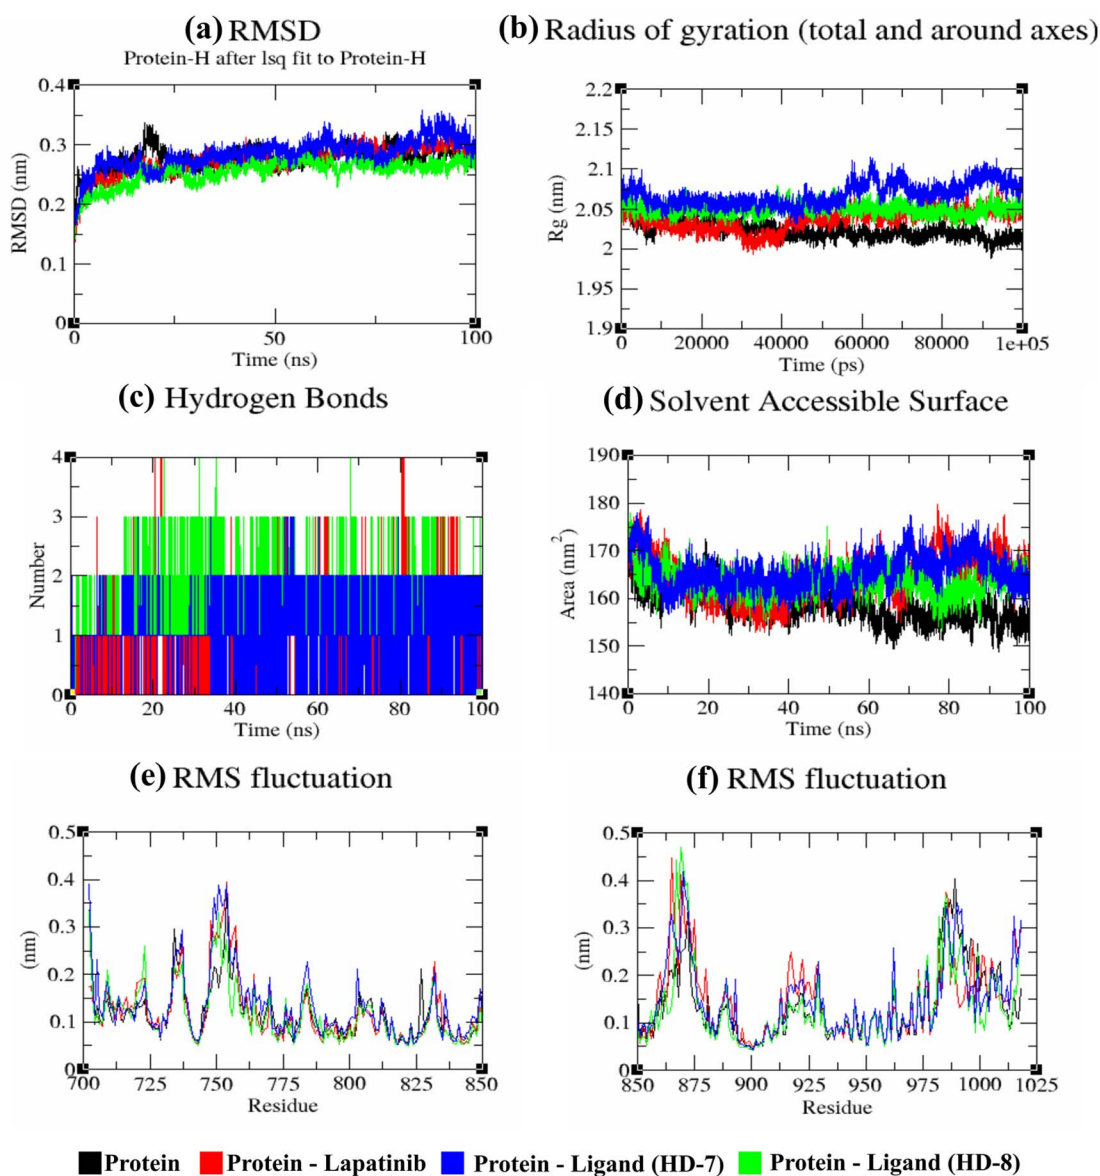 (a) RMSD
Protein-H after lsq fit to Protein-H
0.4
0.3
0.2
0.1
0
RMSD (nm)
0 50 100
Time (ns)
(b) Radius of gyration (total and around axes)
2.2
2.15
2.1
2.05
2
1.95
1.9
Rg (nm)
0 20000 40000 60000 80000 1e+05
Time (ps)
(c) Hydrogen Bonds
4
3
2
1
0
Number
0 20 40 60 80 100
Time (ns)
(d) Solvent Accessible Surface
190
180
170
160
150
140
Area (nm²)
0 20 40 60 80 100
Time (ns)
(e) RMS fluctuation
0.5
0.4
0.3
0.2
0.1
0
(nm)
700 725 750 775 800 825 850
Residue
(f) RMS fluctuation
0.5
0.4
0.3
0.2
0.1
0
(nm)
850 875 900 925 950 975 1000 1025
Residue
Protein Protein - Lapatinib Protein - Ligand (HD-7) Protein - Ligand (HD-8)